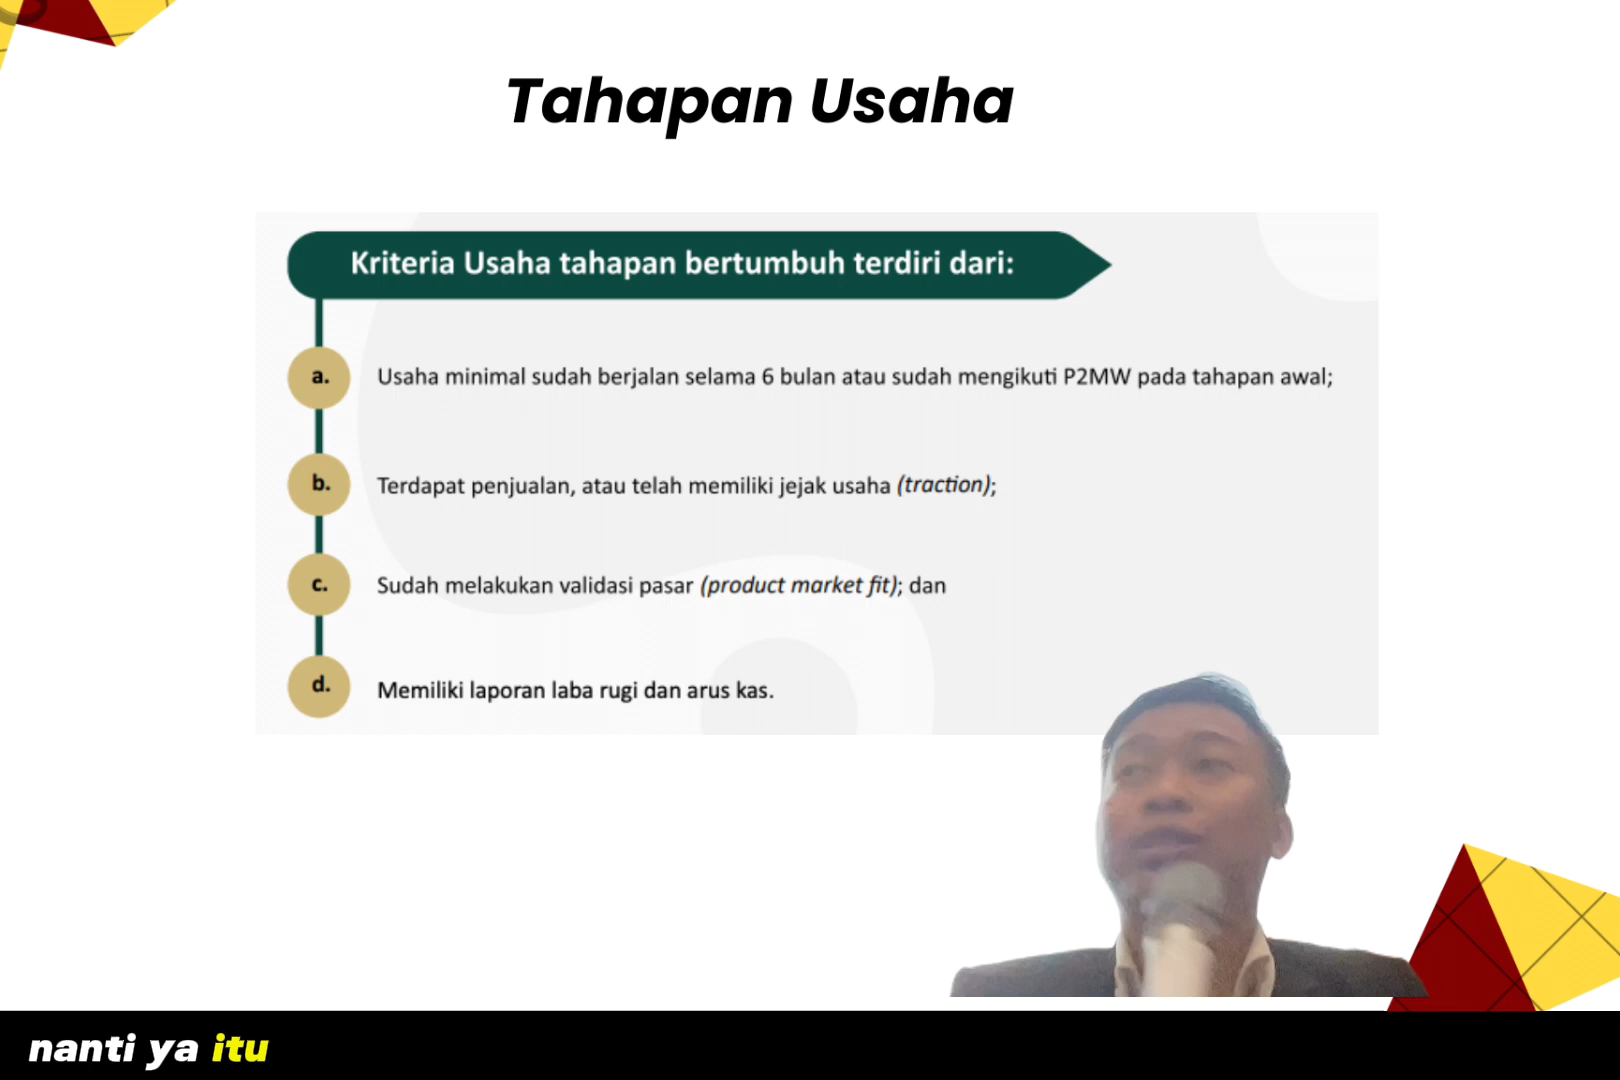 Tahapan Usaha
Kriteria Usaha tahapan bertumbuh terdiri dari:
a. Usaha minimal sudah berjalan selama 6 bulan atau sudah mengikuti P2MW pada tahapan awal;
b. Terdapat penjualan, atau telah memiliki jejak usaha (traction);
c. Sudah melakukan validasi pasar (product market fit); dan
d. Memiliki laporan laba rugi dan arus kas.
nanti ya itu